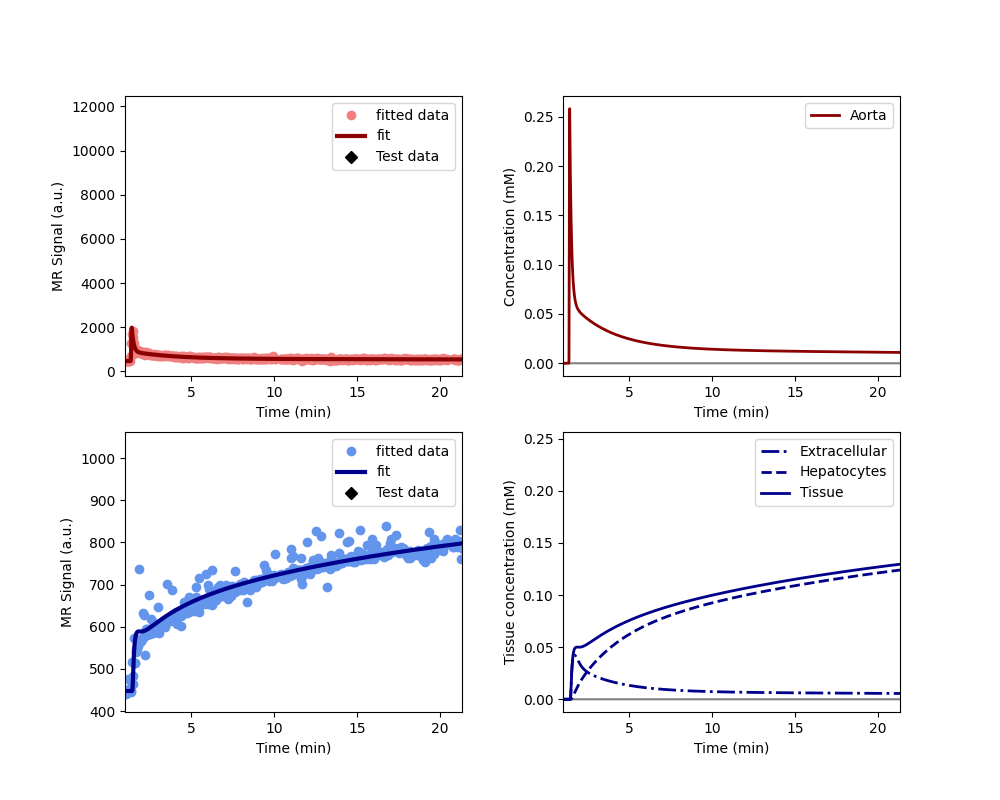 12000
10000
8000
6000
4000
2000
0
MR Signal (a.u.)
fitted data
fit
Test data
5
10
15
20
Time (min)
0.25
0.20
0.15
0.10
0.05
0.00
Concentration (mM)
Aorta
5
10
15
20
Time (min)
1000
900
800
700
600
500
400
MR Signal (a.u.)
fitted data
fit
Test data
5
10
15
20
Time (min)
0.25
0.20
0.15
0.10
0.05
0.00
Tissue concentration (mM)
Extracellular
Hepatocytes
Tissue
5
10
15
20
Time (min)